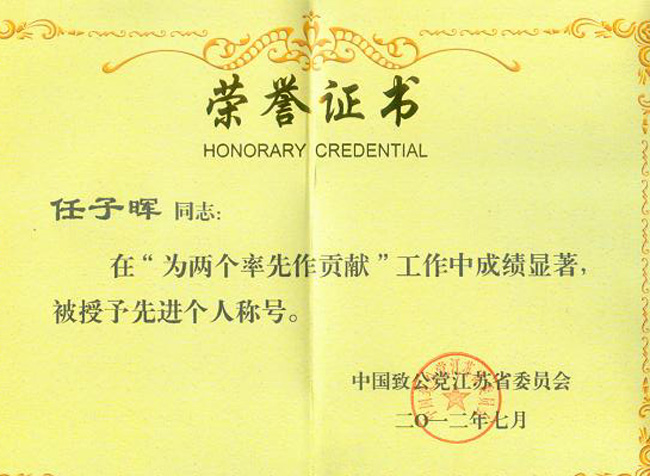 荣誉证书
HONORARY CREDENTIAL
任子晖 同志：
在“为两个率先作贡献”工作中成绩显著，
被授予先进个人称号。
中国致公党江苏省委员会
二〇一二年七月